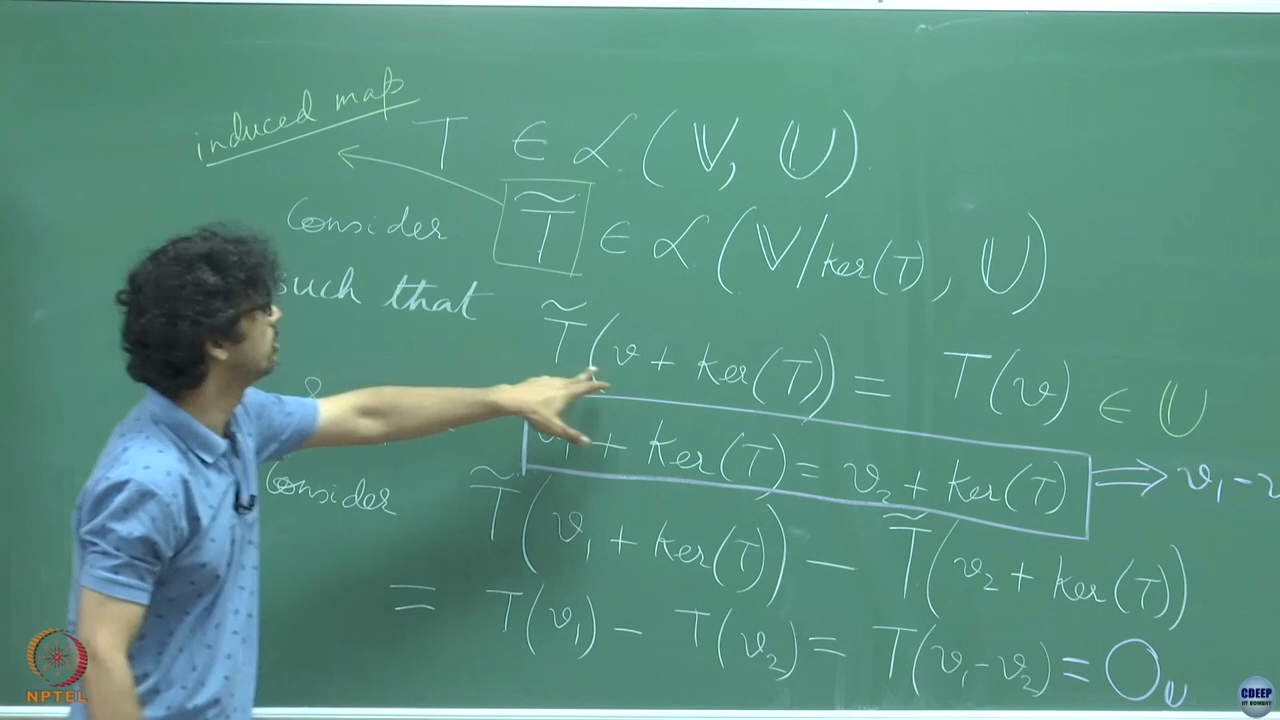 induced map
T ∈ ℒ(V, U)
Consider T̃ ∈ ℒ(V/ker(T), U)
such that
T̃(v + ker(T)) = T(v) ∈ U
+ ker(T) = v₂ + ker(T) ⟹ v₁ -
Consider T̃(v₁ + ker(T)) - T̃(v₂ + ker(T))
= T(v₁) - T(v₂) = T(v₁-v₂) = O_U
NPTEL
CDEEP
IIT BOMBAY